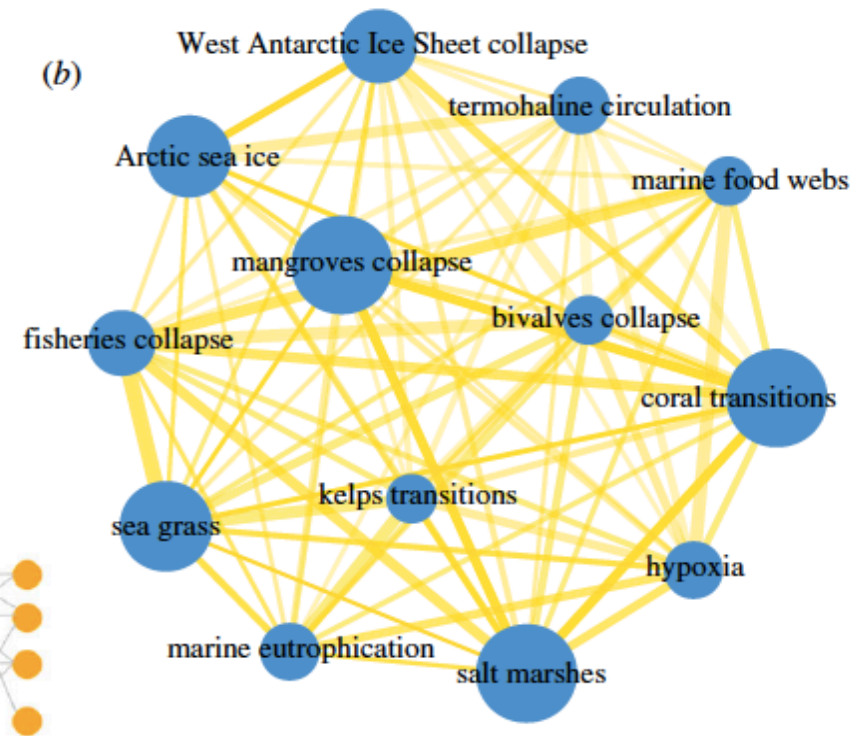 West Antarctic Ice Sheet collapse
(b)
termohaline circulation
Arctic sea ice
marine food webs
mangroves collapse
bivalves collapse
fisheries collapse
coral transitions
kelps transitions
sea grass
hypoxia
marine eutrophication
salt marshes